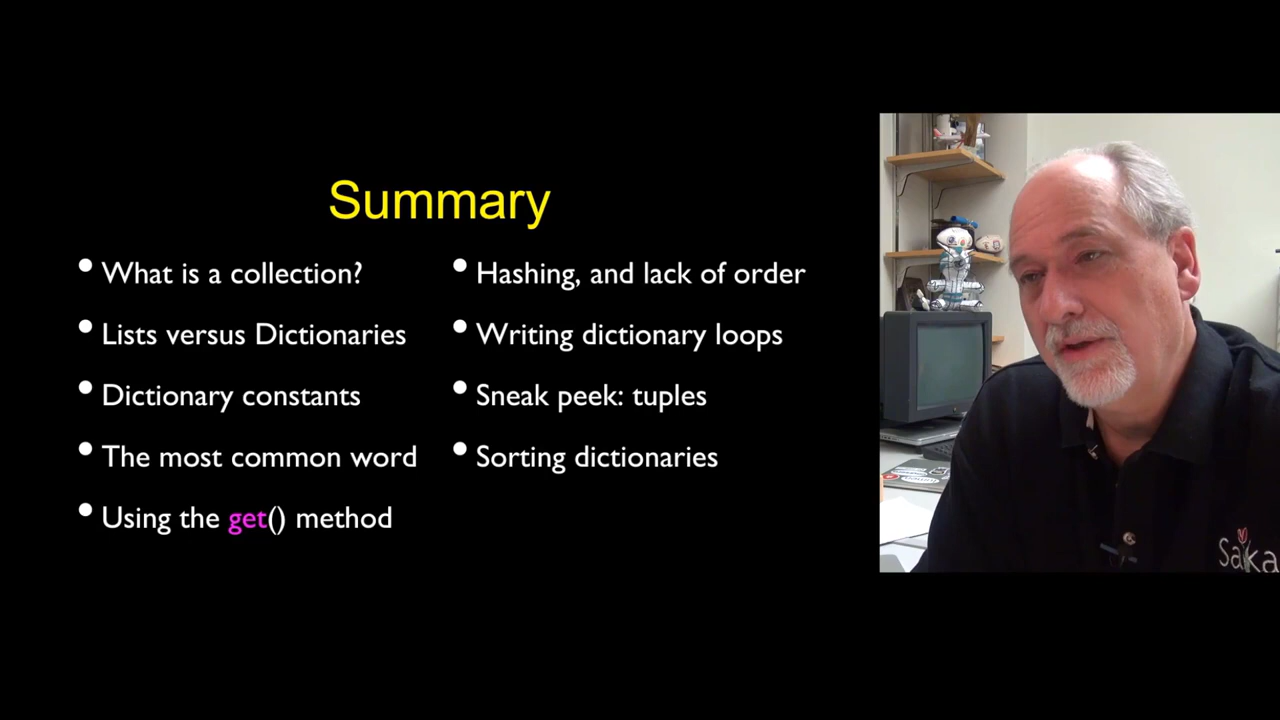 Summary
• What is a collection?
• Lists versus Dictionaries
• Dictionary constants
• The most common word
• Using the get() method
• Hashing, and lack of order
• Writing dictionary loops
• Sneak peek: tuples
• Sorting dictionaries
Saka